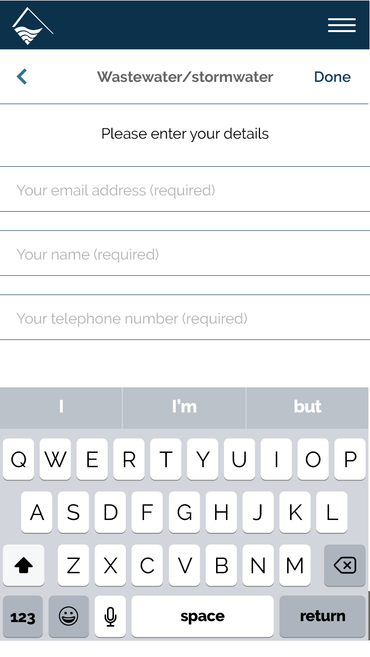 Wastewater/stormwater Done
Please enter your details
Your email address (required)
Your name (required)
Your telephone number (required)
I I'm but
Q W E R T Y U I O P
A S D F G H J K L
Z X C V B N M
123 space return